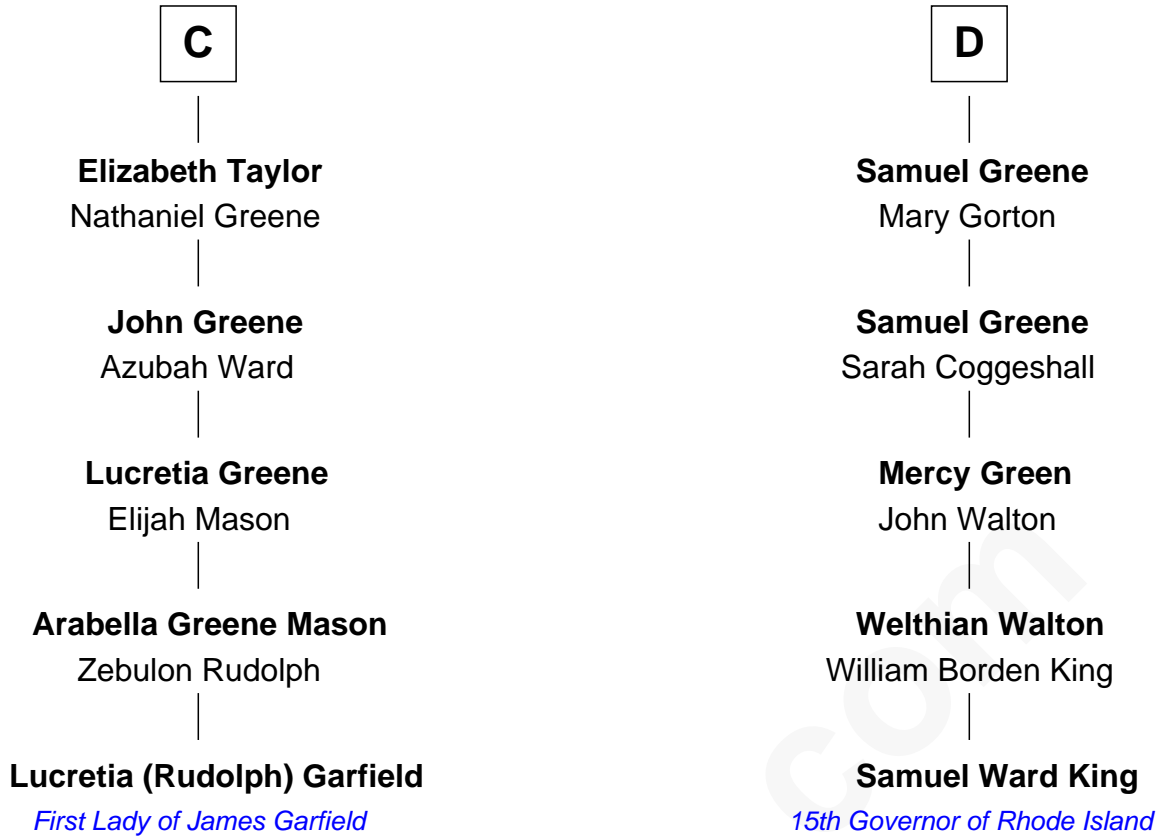 C
Elizabeth Taylor
Nathaniel Greene
John Greene
Azubah Ward
Lucretia Greene
Elijah Mason
Arabella Greene Mason
Zebulon Rudolph
Lucretia (Rudolph) Garfield
First Lady of James Garfield
D
Samuel Greene
Mary Gorton
Samuel Greene
Sarah Coggeshall
Mercy Green
John Walton
Welthian Walton
William Borden King
Samuel Ward King
15th Governor of Rhode Island
com